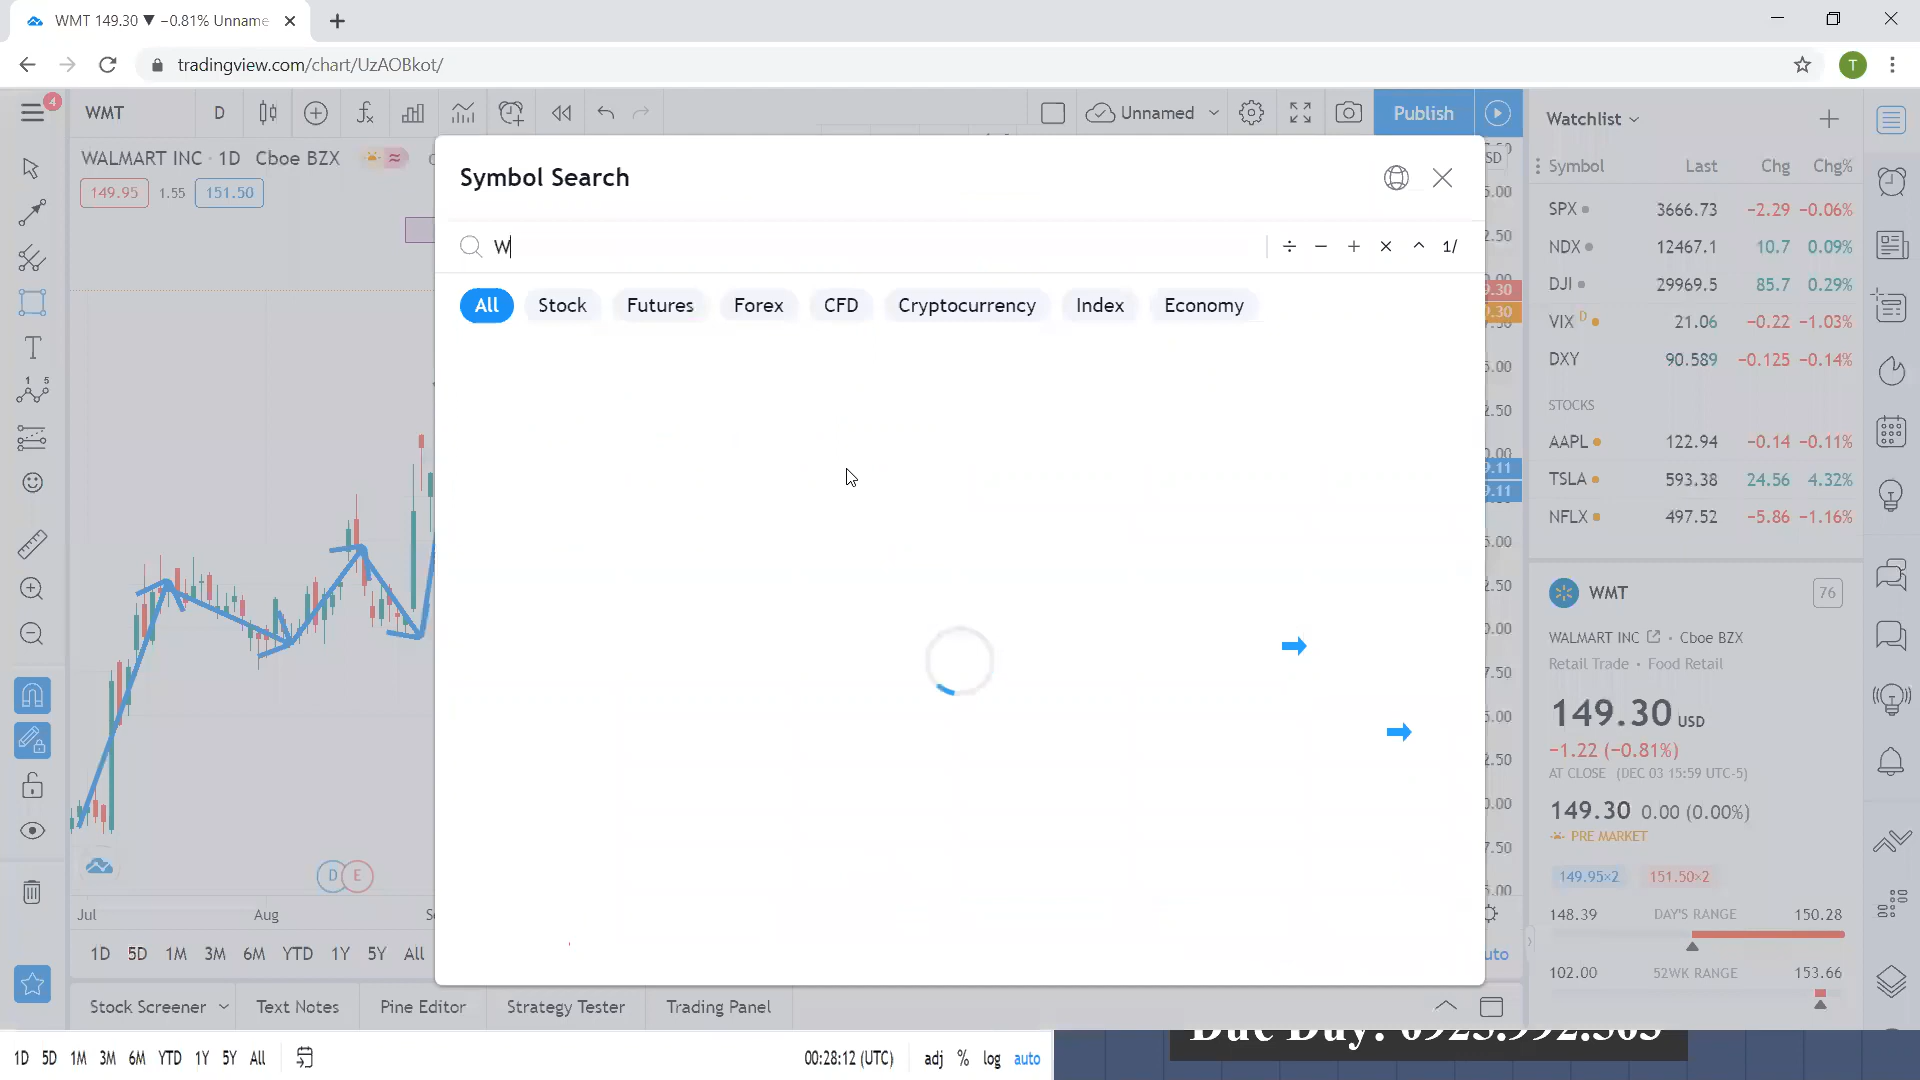 WMT 149.30 ▼ −0.81% Unname
tradingview.com/chart/UzAOBkot/
T
4
WMT
D
Unnamed
Publish
WALMART INC · 1D Cboe BZX
149.95 1.55 151.50
Symbol Search
W
÷ − + × ^ 1/
All Stock Futures Forex CFD Cryptocurrency Index Economy
D E
Jul Aug
1D 5D 1M 3M 6M YTD 1Y 5Y All
Stock Screener Text Notes Pine Editor Strategy Tester Trading Panel
1D 5D 1M 3M 6M YTD 1Y 5Y All
00:28:12 (UTC) adj % log auto
Watchlist
Symbol Last Chg Chg%
SPX 3666.73 −2.29 −0.06%
NDX 12467.1 10.7 0.09%
DJI 29969.5 85.7 0.29%
VIX D 21.06 −0.22 −1.03%
DXY 90.589 −0.125 −0.14%
STOCKS
AAPL 122.94 −0.14 −0.11%
TSLA 593.38 24.56 4.32%
NFLX 497.52 −5.86 −1.16%
WMT 76
WALMART INC · Cboe BZX
Retail Trade · Food Retail
149.30 USD
−1.22 (−0.81%)
AT CLOSE (DEC 03 15:59 UTC-5)
149.30 0.00 (0.00%)
PRE MARKET
149.95×2 151.50×2
148.39 DAY'S RANGE 150.28
102.00 52WK RANGE 153.66